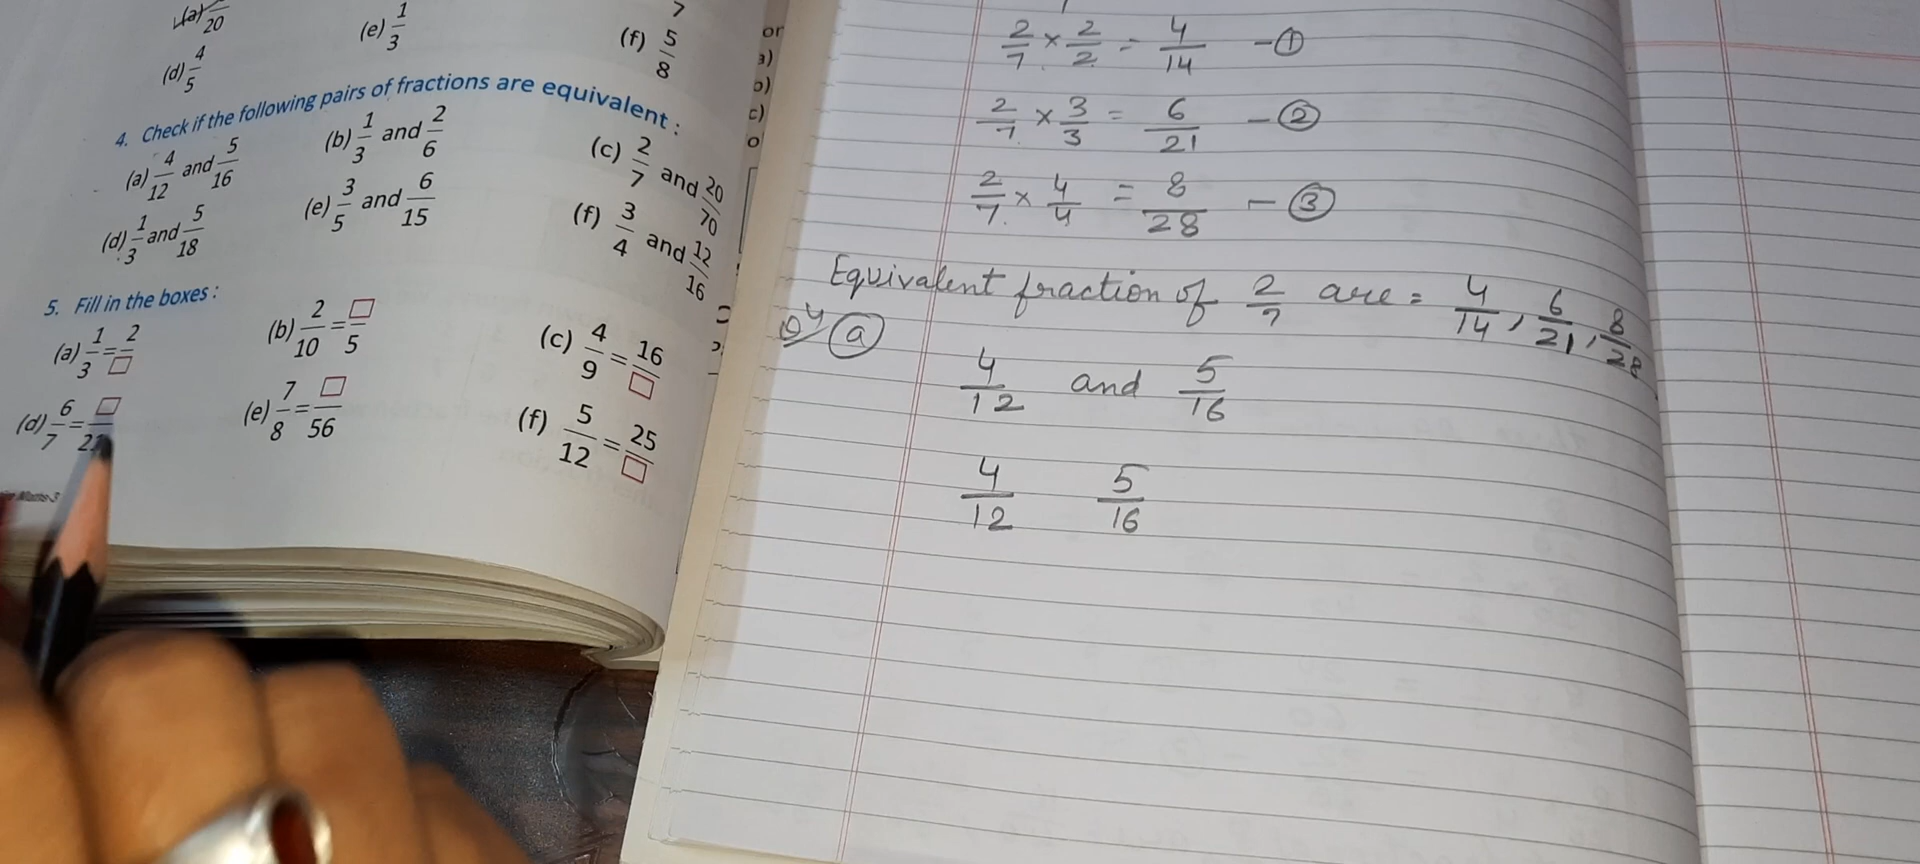 20
(e) 1/3
(f) 5/8
(d) 4/5
4. Check if the following pairs of fractions are equivalent :
(a) 4/12 and 5/16 (b) 1/3 and 2/6 (c) 2/7 and 20/70
(d) 1/3 and 5/18 (e) 3/5 and 6/15 (f) 3/4 and 12/16
5. Fill in the boxes :
(a) 1/3 = 2/□ (b) 2/10 = □/5 (c) 4/9 = 16/□
(d) 6/7 = □/ (e) 7/8 = □/56 (f) 5/12 = 25/□
Maths-3
or
a)
b)
c)
2/7 × 2/2 = 4/14 – ①
2/7 × 3/3 = 6/21 – ②
2/7 × 4/4 = 8/28 – ③
Equivalent fraction of 2/7 are = 4/14, 6/21, 8/28
Q4 ⓐ
4/12 and 5/16
4/12 5/16